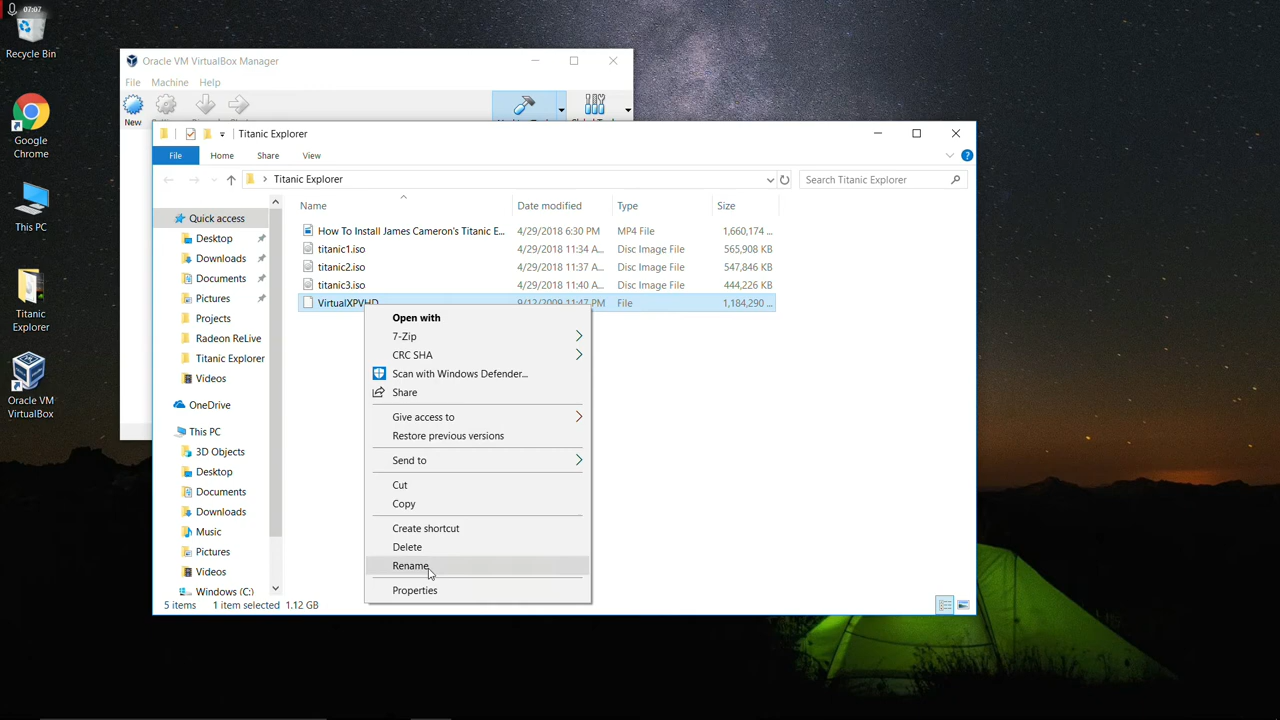 07:07
Recycle Bin
Google
Chrome
This PC
Titanic
Explorer
Oracle VM
VirtualBox
Oracle VM VirtualBox Manager
File Machine Help
New
Titanic Explorer
File Home Share View
Titanic Explorer
Search Titanic Explorer
Quick access
Desktop
Downloads
Documents
Pictures
Projects
Radeon ReLive
Titanic Explorer
Videos
OneDrive
This PC
3D Objects
Desktop
Documents
Downloads
Music
Pictures
Videos
Windows (C:)
Name Date modified Type Size
How To Install James Cameron's Titanic E... 4/29/2018 6:30 PM MP4 File 1,660,174 ...
titanic1.iso 4/29/2018 11:34 A... Disc Image File 565,908 KB
titanic2.iso 4/29/2018 11:37 A... Disc Image File 547,846 KB
titanic3.iso 4/29/2018 11:40 A... Disc Image File 444,226 KB
VirtualXPVHD 9/12/2009 11:47 PM File 1,184,290 ...
Open with
7-Zip
CRC SHA
Scan with Windows Defender...
Share
Give access to
Restore previous versions
Send to
Cut
Copy
Create shortcut
Delete
Rename
Properties
5 items 1 item selected 1.12 GB